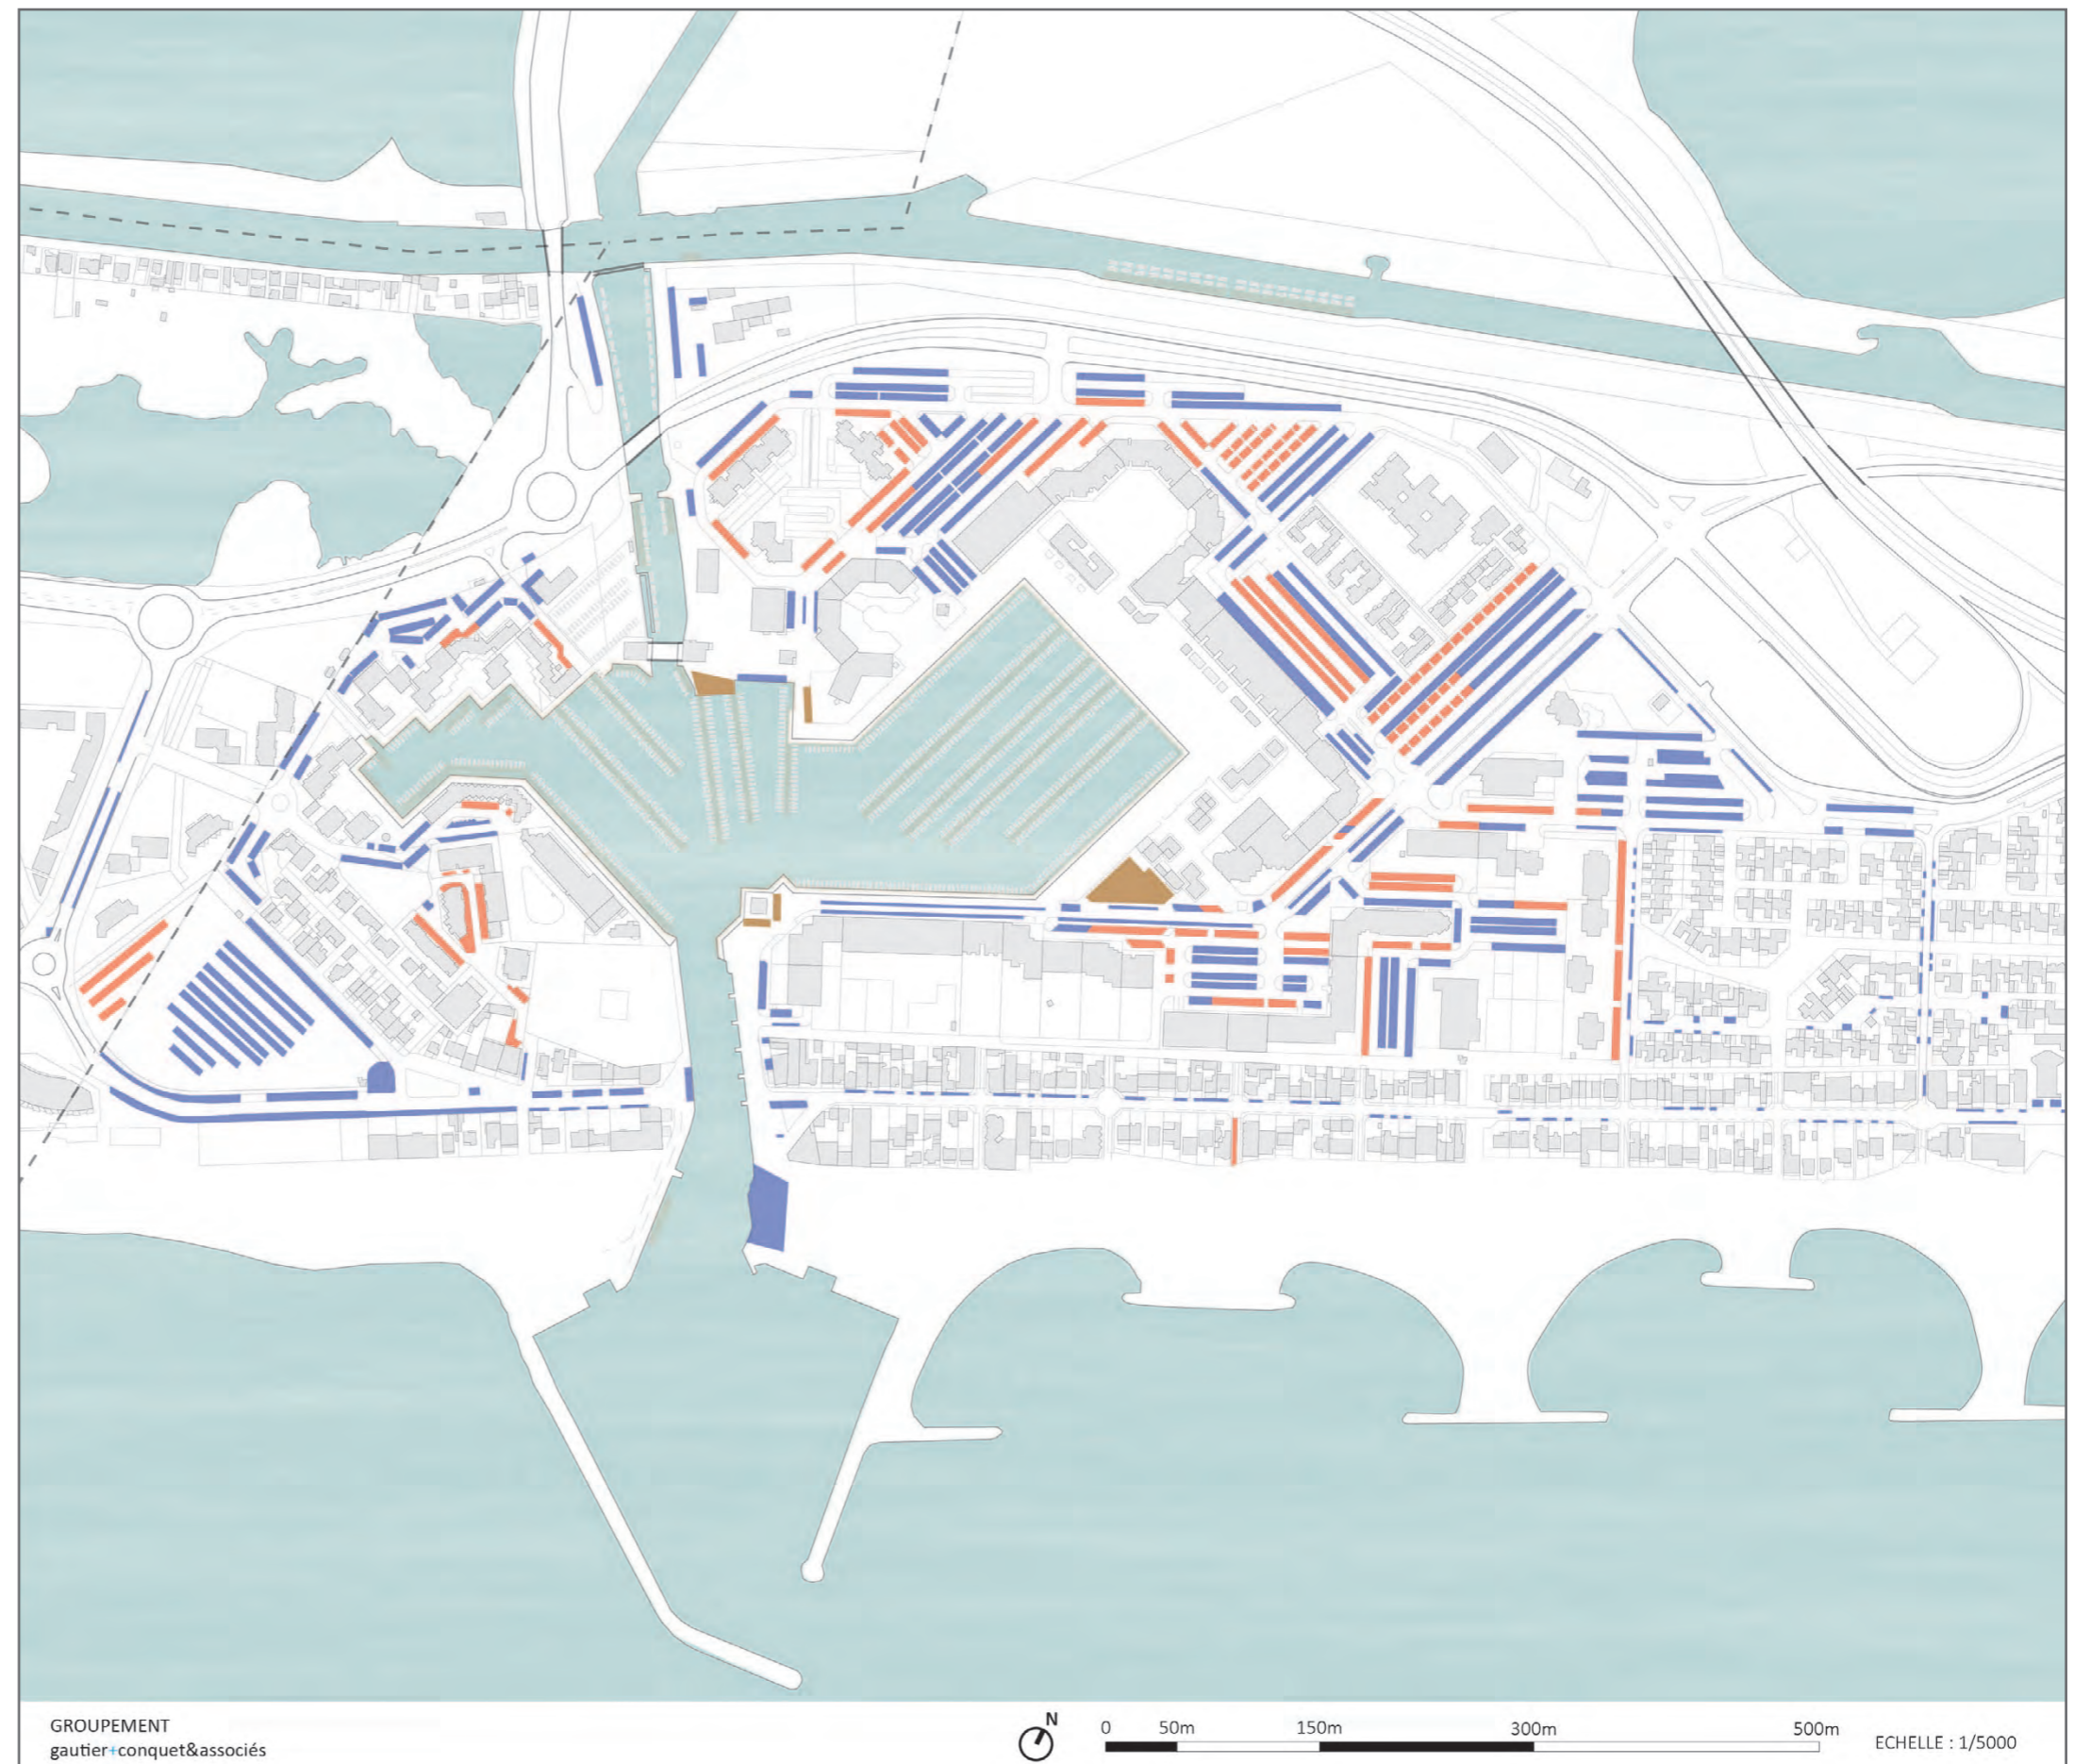 GROUPEMENT
gautier+conquet&associés
N
0 50m 150m 300m 500m
ECHELLE : 1/5000